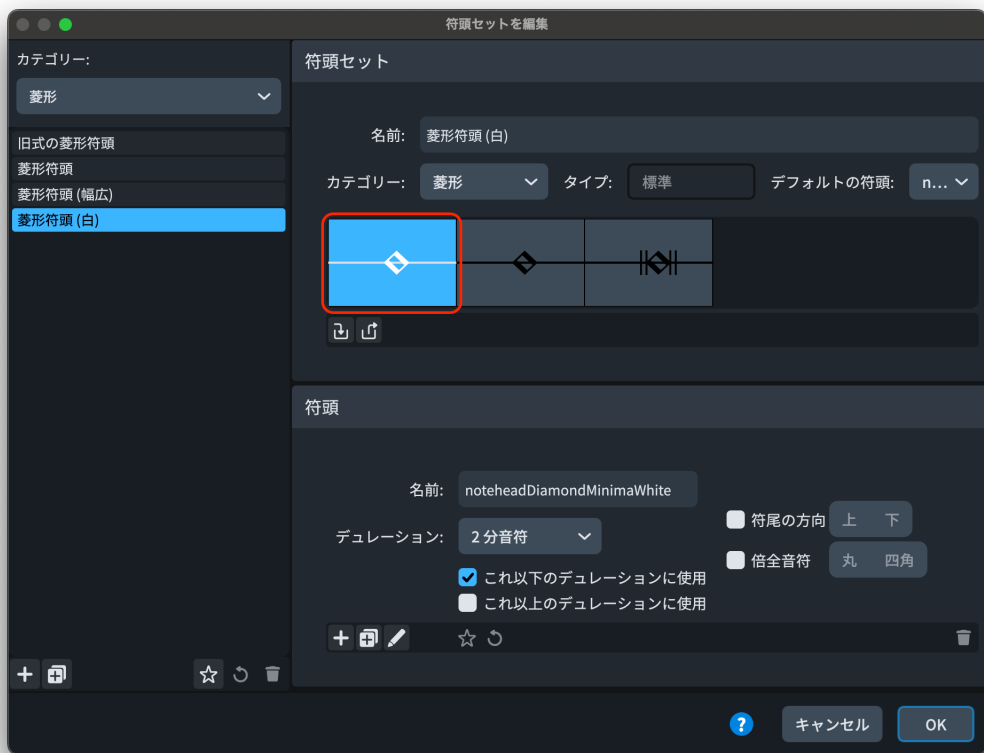 符頭セットを編集
カテゴリー:
菱形
旧式の菱形符頭
菱形符頭
菱形符頭 (幅広)
菱形符頭 (白)
符頭セット
名前: 菱形符頭 (白)
カテゴリー: 菱形 タイプ: 標準 デフォルトの符頭: n...
符頭
名前: noteheadDiamondMinimaWhite
デュレーション: 2 分音符
これ以下のデュレーションに使用
これ以上のデュレーションに使用
符尾の方向 上 下
倍全音符 丸 四角
? キャンセル OK